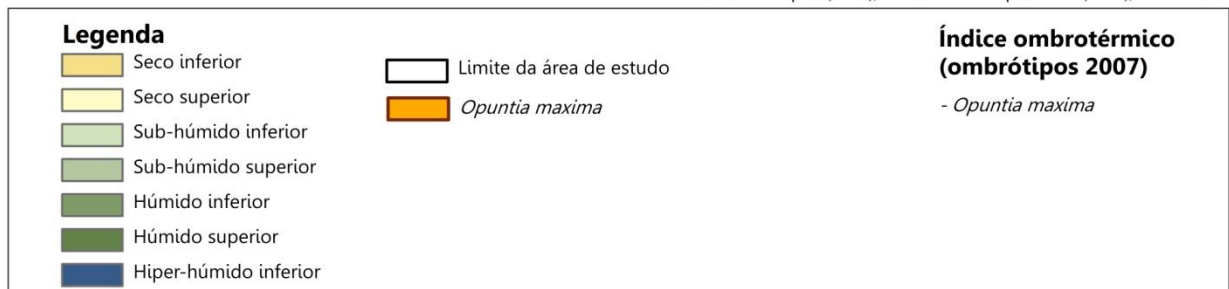 Legenda
Seco inferior
Seco superior
Sub-húmido inferior
Sub-húmido superior
Húmido inferior
Húmido superior
Hiper-húmido inferior
Limite da área de estudo
Opuntia maxima
Índice ombrotérmico
(ombrótipos 2007)
- Opuntia maxima